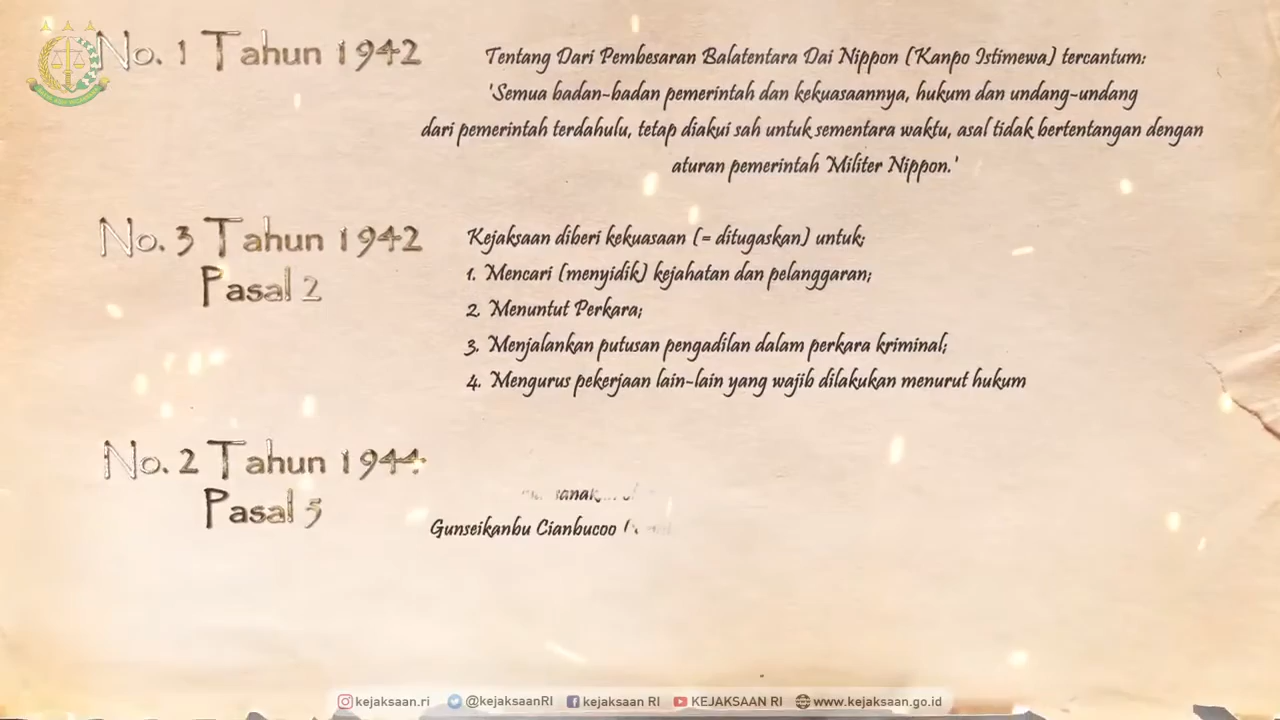 No. 1 Tahun 1942
Tentang Dari Pembesaran Balatentara Dai Nippon (Kanpo Istimewa) tercantum:
'Semua badan-badan pemerintah dan kekuasaannya, hukum dan undang-undang
dari pemerintah terdahulu, tetap diakui sah untuk sementara waktu, asal tidak bertentangan dengan
aturan pemerintah Militer Nippon.'
No. 3 Tahun 1942
Pasal 2
Kejaksaan diberi kekuasaan (= ditugaskan) untuk;
1. Mencari (menyidik) kejahatan dan pelanggaran;
2. Menuntut Perkara;
3. Menjalankan putusan pengadilan dalam perkara kriminal;
4. Mengurus pekerjaan lain-lain yang wajib dilakukan menurut hukum
No. 2 Tahun 1944
Pasal 5
Gunseikanbu Cianbucoo
kejaksaan.ri @kejaksaanRI kejaksaan RI KEJAKSAAN RI www.kejaksaan.go.id